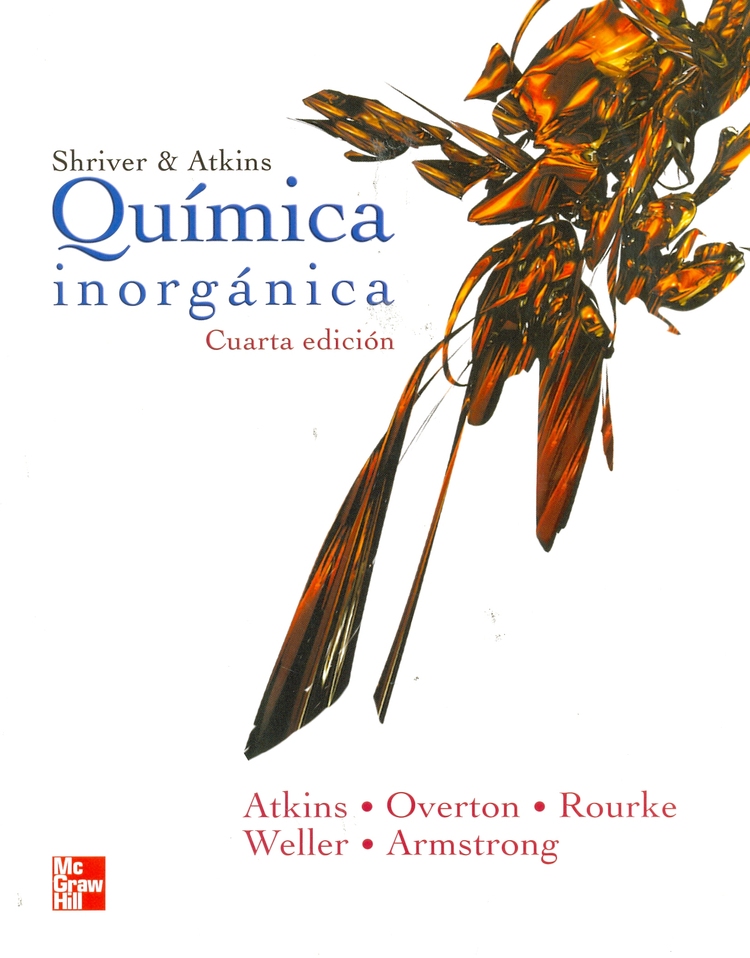 Shriver & Atkins
Química
inorgánica
Cuarta edición
Atkins • Overton • Rourke
Weller • Armstrong
Mc
Graw
Hill